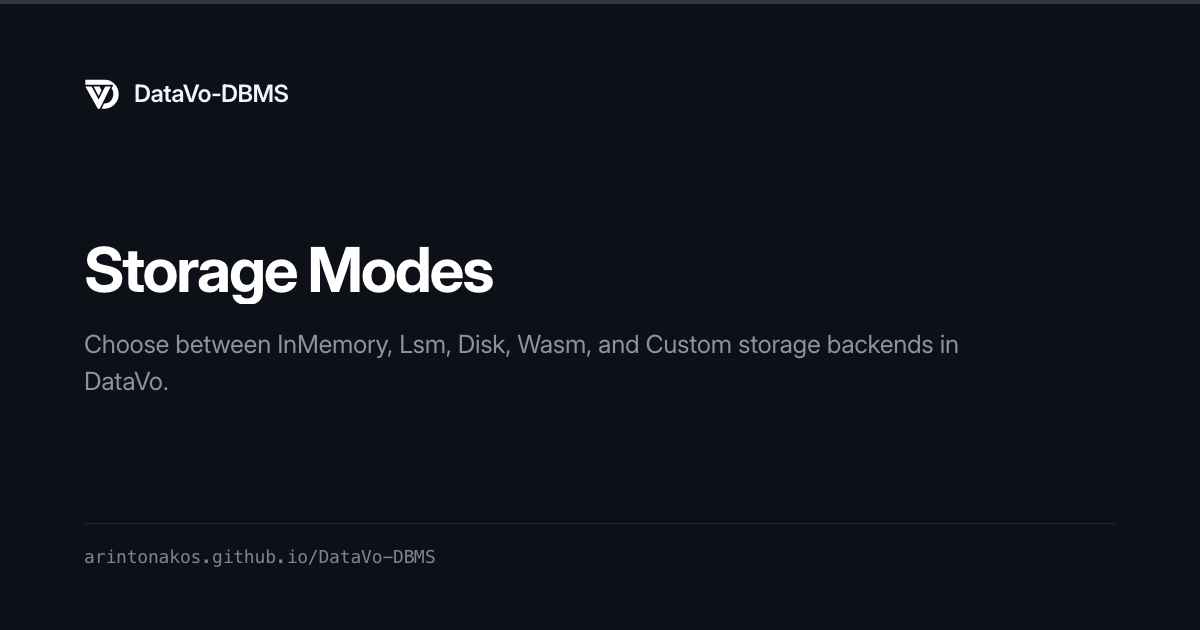 DataVo-DBMS
Storage Modes
Choose between InMemory, Lsm, Disk, Wasm, and Custom storage backends in
DataVo.
arintonakos.github.io/DataVo-DBMS